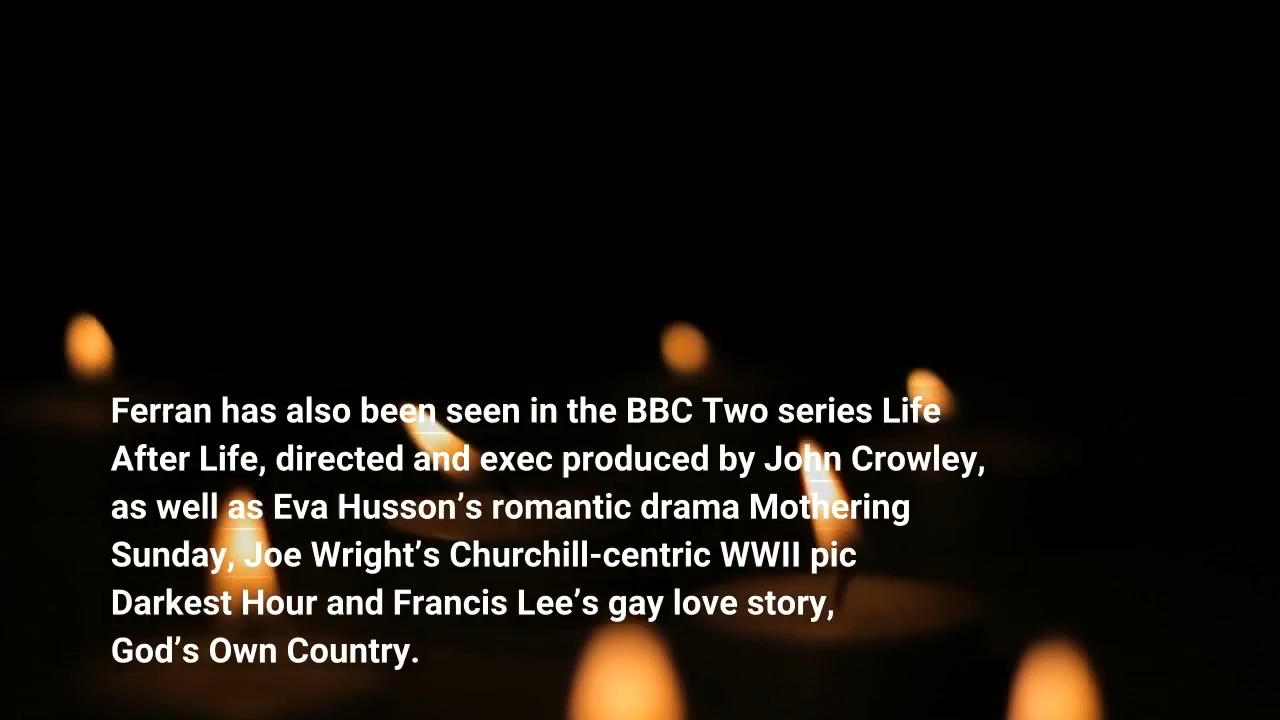 Ferran has also been seen in the BBC Two series Life
After Life, directed and exec produced by John Crowley,
as well as Eva Husson’s romantic drama Mothering
Sunday, Joe Wright’s Churchill-centric WWII pic
Darkest Hour and Francis Lee’s gay love story,
God’s Own Country.